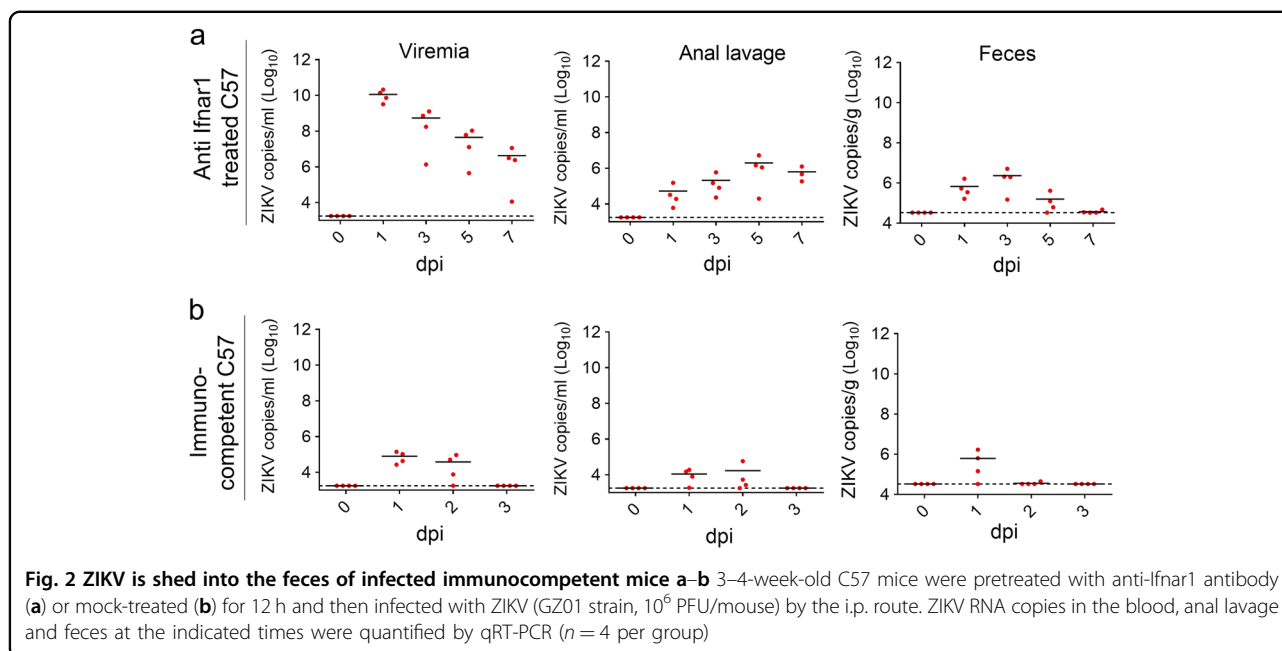 a
Anti Ifnar1
treated C57
Viremia
ZIKV copies/ml (Log10)
12
10
8
6
4
0
1
3
5
7
dpi
Anal lavage
ZIKV copies/ml (Log10)
12
10
8
6
4
0
1
3
5
7
dpi
Feces
ZIKV copies/g (Log10)
12
10
8
6
4
0
1
3
5
7
dpi
b
Immuno-
competent C57
ZIKV copies/ml (Log10)
12
10
8
6
4
0
1
2
3
dpi
ZIKV copies/ml (Log10)
12
10
8
6
4
0
1
2
3
dpi
ZIKV copies/g (Log10)
12
10
8
6
4
0
1
2
3
dpi
Fig. 2 ZIKV is shed into the feces of infected immunocompetent mice a–b 3–4-week-old C57 mice were pretreated with anti-Ifnar1 antibody
(a) or mock-treated (b) for 12 h and then infected with ZIKV (GZ01 strain, 10⁶ PFU/mouse) by the i.p. route. ZIKV RNA copies in the blood, anal lavage
and feces at the indicated times were quantified by qRT-PCR (n = 4 per group)